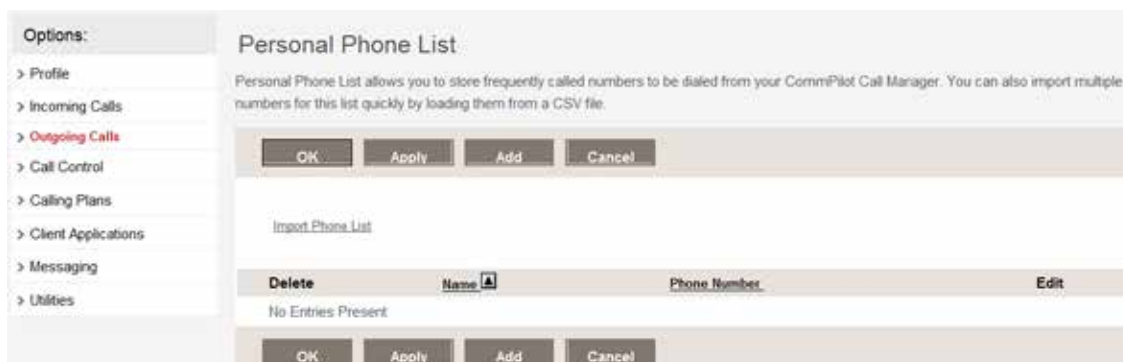 Options:
> Profile
> Incoming Calls
> Outgoing Calls
> Call Control
> Calling Plans
> Client Applications
> Messaging
> Utilities
Personal Phone List
Personal Phone List allows you to store frequently called numbers to be dialed from your CommPilot Call Manager. You can also import multiple
numbers for this list quickly by loading them from a CSV file.
OK Apply Add Cancel
Import Phone List
Delete Name Phone Number Edit
No Entries Present
OK Apply Add Cancel